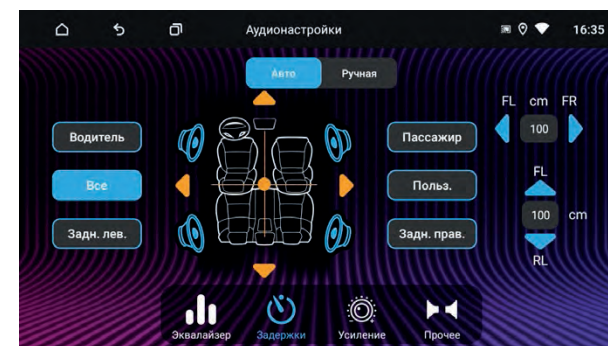 Аудионастройки
16:35
Авто
Ручная
FL cm FR
Водитель
Пассажир
100
Все
Польз.
FL
Задн. лев.
Задн. прав.
100 cm
RL
Эквалайзер
Задержки
Усиление
Прочее